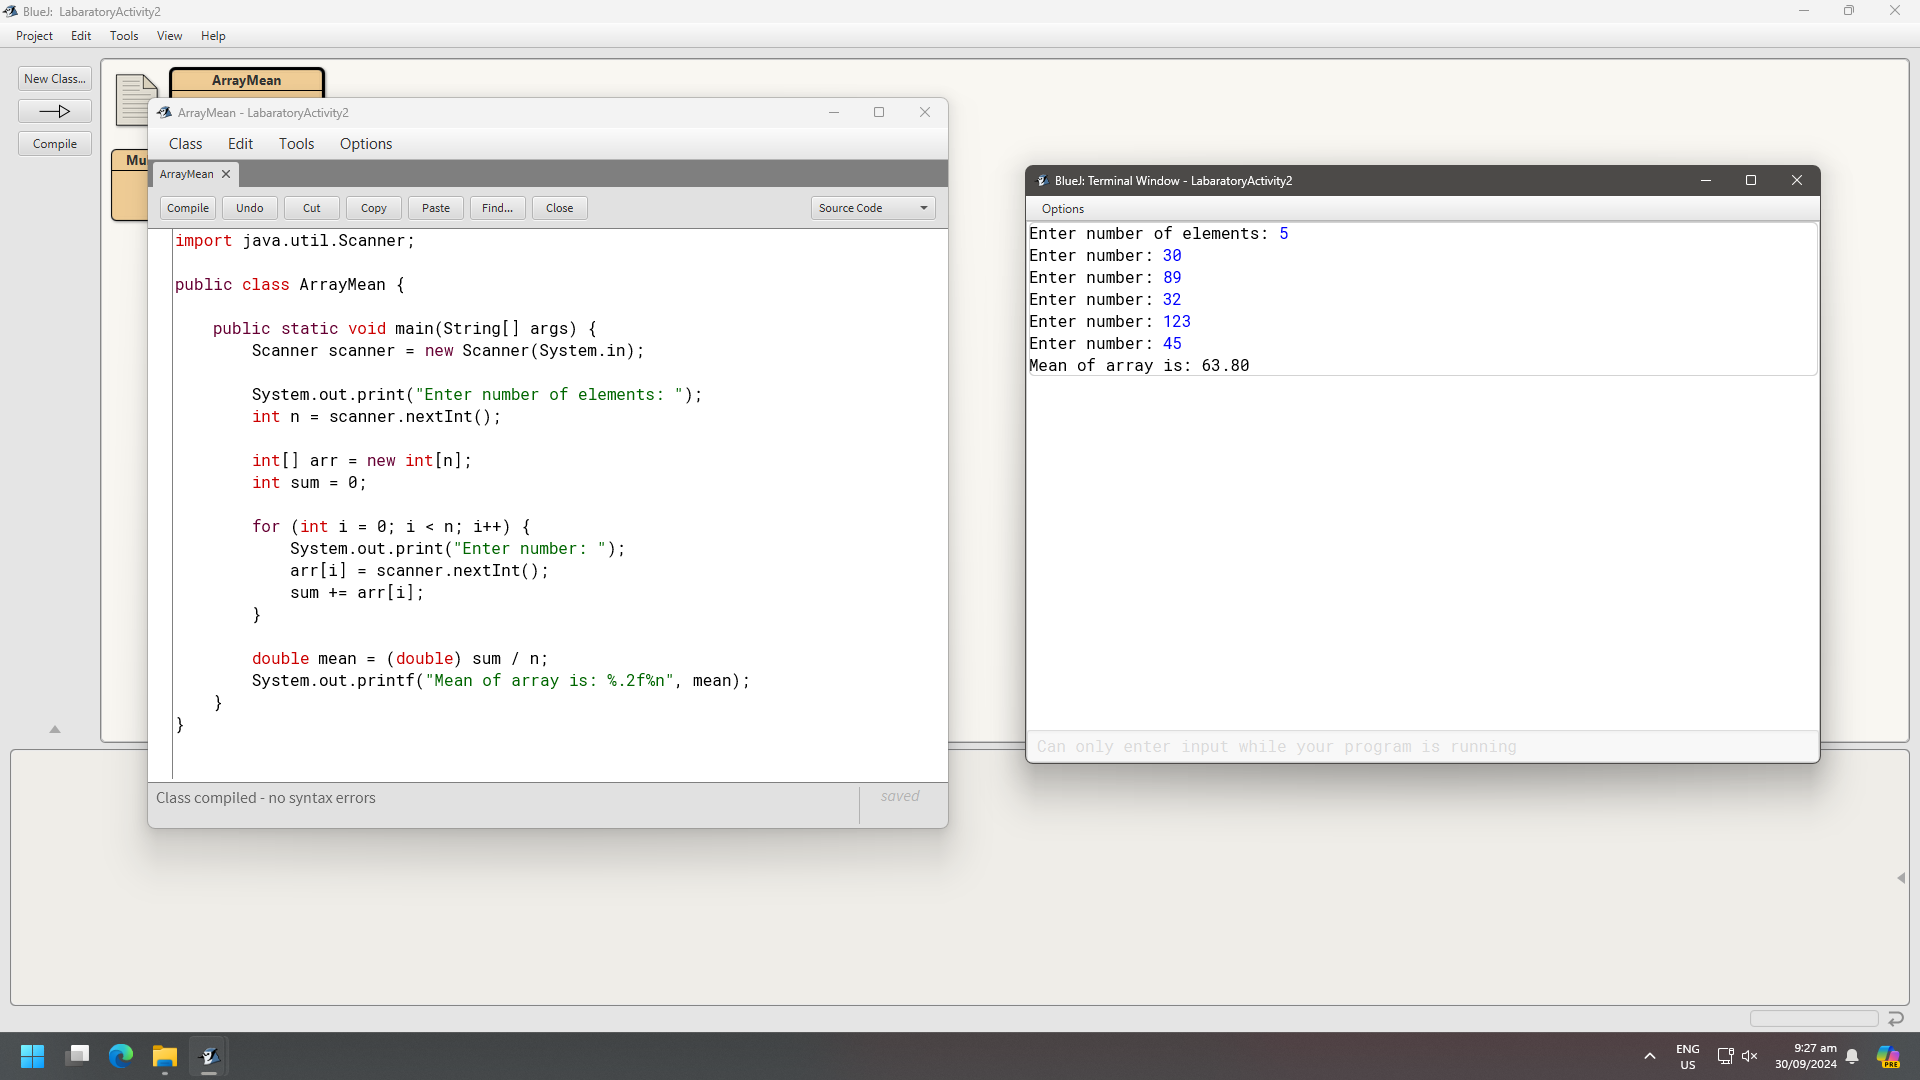 BlueJ: LabaratoryActivity2
Project Edit Tools View Help
New Class...
Compile
ArrayMean
Mu
ArrayMean - LabaratoryActivity2
Class Edit Tools Options
ArrayMean
Compile Undo Cut Copy Paste Find... Close Source Code
import java.util.Scanner;
public class ArrayMean {
public static void main(String[] args) {
Scanner scanner = new Scanner(System.in);
System.out.print("Enter number of elements: ");
int n = scanner.nextInt();
int[] arr = new int[n];
int sum = 0;
for (int i = 0; i < n; i++) {
System.out.print("Enter number: ");
arr[i] = scanner.nextInt();
sum += arr[i];
}
double mean = (double) sum / n;
System.out.printf("Mean of array is: %.2f%n", mean);
}
}
Class compiled - no syntax errors
saved
BlueJ: Terminal Window - LabaratoryActivity2
Options
Enter number of elements: 5
Enter number: 30
Enter number: 89
Enter number: 32
Enter number: 123
Enter number: 45
Mean of array is: 63.80
Can only enter input while your program is running
ENG
US
9:27 am
30/09/2024
PRE